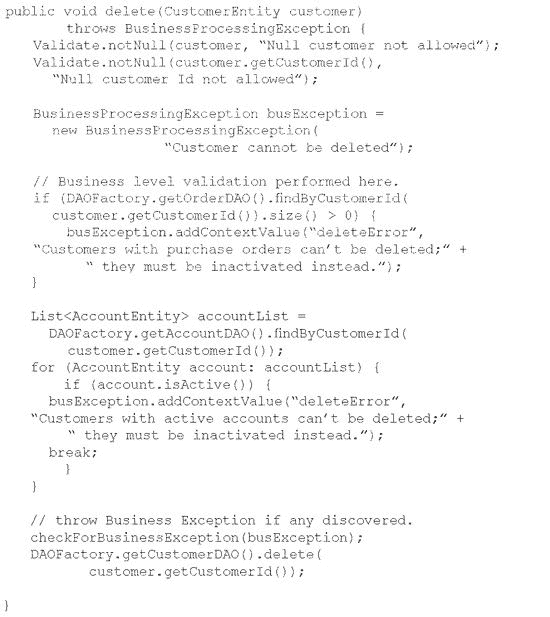 public void delete(CustomerEntity customer)
throws BusinessProcessingException {
Validate.notNull(customer, “Null customer not allowed”);
Validate.notNull(customer.getCustomerId(),
“Null customer Id not allowed”);
BusinessProcessingException busException =
new BusinessProcessingException(
“Customer cannot be deleted”);
// Business level validation performed here.
if (DAOFactory.getOrderDAO().findByCustomerId(
customer.getCustomerId()).size() > 0) {
busException.addContextValue(“deleteError”,
“Customers with purchase orders can’t be deleted;” +
“ they must be inactivated instead.”);
}
List<AccountEntity> accountList =
DAOFactory.getAccountDAO().findByCustomerId(
customer.getCustomerId());
for (AccountEntity account: accountList) {
if (account.isActive()) {
busException.addContextValue(“deleteError”,
“Customers with active accounts can’t be deleted;” +
“ they must be inactivated instead.”);
break;
}
}
// throw Business Exception if any discovered.
checkForBusinessException(busException);
DAOFactory.getCustomerDAO().delete(
customer.getCustomerId());
}